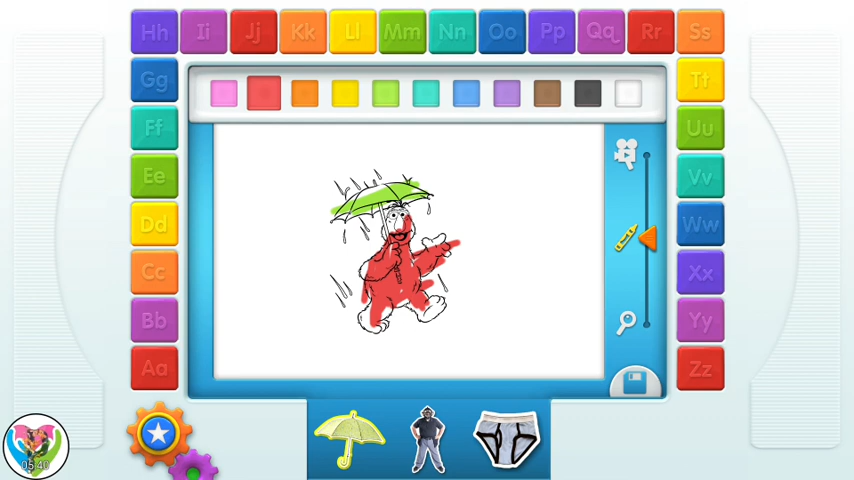 Hh Ii Jj Kk Ll Mm Nn Oo Pp Qq Rr Ss
Gg Tt
Ff Uu
Ee Vv
Dd Ww
Cc Xx
Bb Yy
Aa Zz
05:40